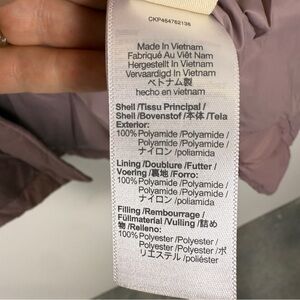 CKP464762136
Made In Vietnam
Fabriqué Au Viêt Nam
Hergestellt In Vietnam
Vervaardigd In Vietnam
ベトナム製
hecho en vietnam
Shell /Tissu Principal /
Shell /Bovenstof /本体 /Tela
Exterior:
100% Polyamide /Polyamide /
Polyamide /Polyamide /
ナイロン /poliamida
Lining /Doublure /Futter /
Voering /裏地 /Forro:
100% Polyamide /Polyamide /
Polyamide /Polyamide /
ナイロン /poliamida
Filling /Rembourrage /
Füllmaterial /Vulling /詰め
物 /Relleno:
100% Polyester /Polyester /
Polyester /Polyester /ポ
リエステル /poliéster